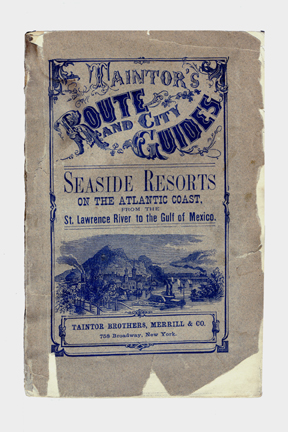 TAINTOR'S
ROUTE
AND CITY
GUIDES.
SEASIDE RESORTS
ON THE ATLANTIC COAST,
FROM THE
St. Lawrence River to the Gulf of Mexico.
TAINTOR BROTHERS, MERRILL & CO.
758 Broadway, New York.